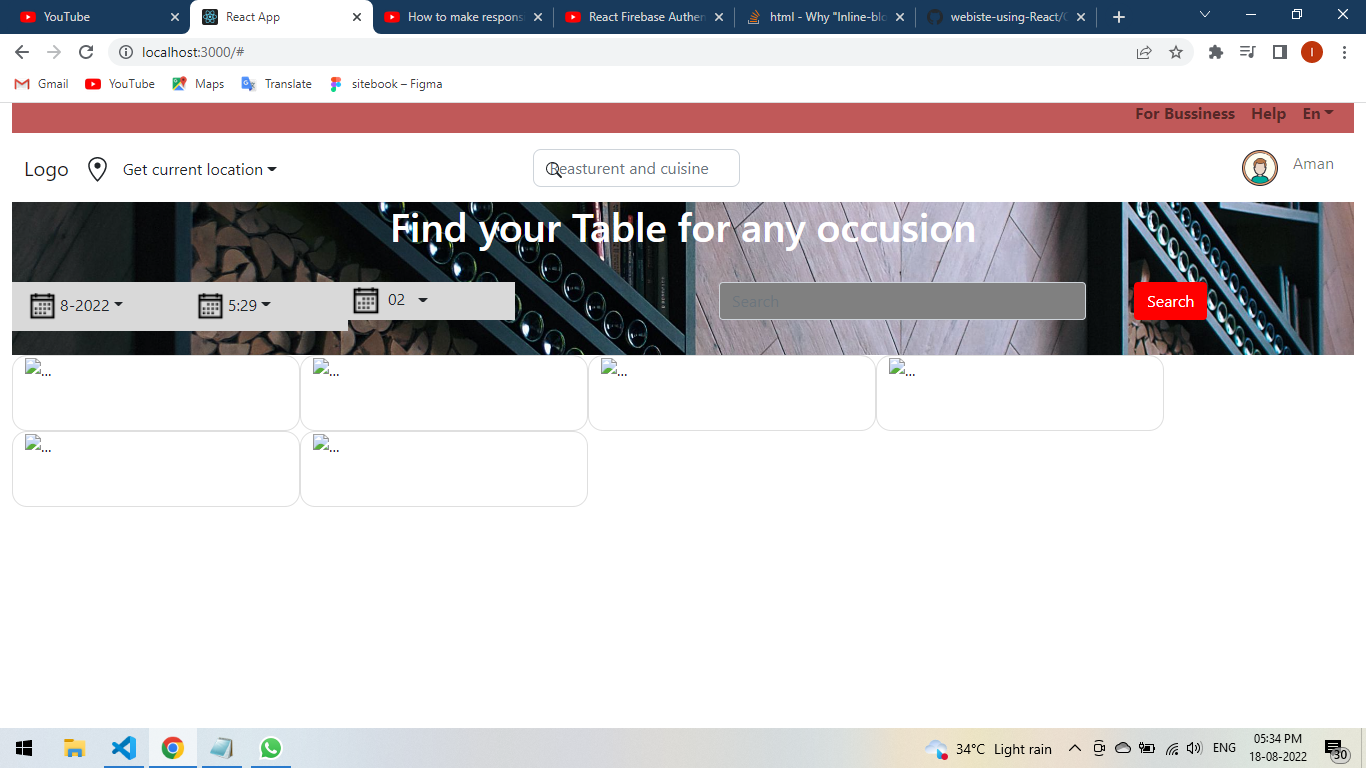 YouTube
React App
How to make respons
React Firebase Authen
html - Why "Inline-blo
webiste-using-React/
localhost:3000/#
Gmail YouTube Maps Translate sitebook – Figma
For Bussiness Help En
Logo Get current location Reasturent and cuisine Aman
Find your Table for any occusion
8-2022 5:29 02 Search Search
... ... ... ...
... ...
34°C Light rain ENG
05:34 PM
18-08-2022
30